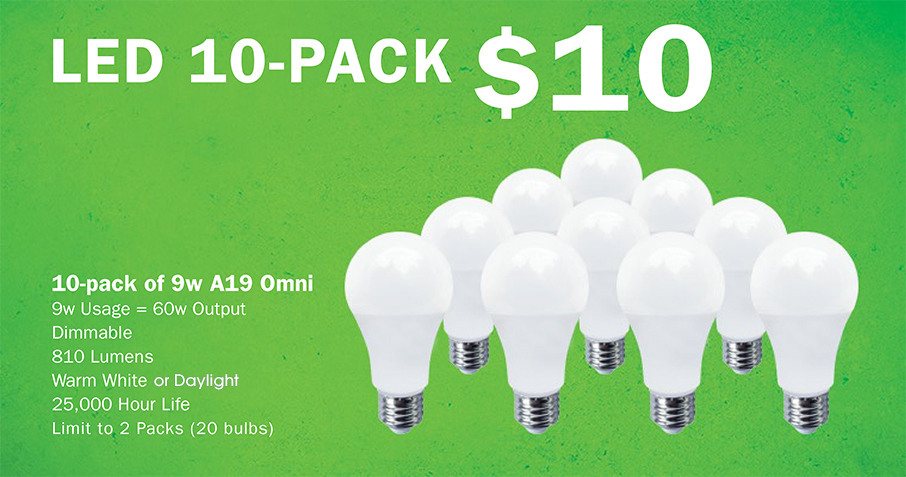 LED 10-PACK $10
10-pack of 9w A19 Omni
9w Usage = 60w Output
Dimmable
810 Lumens
Warm White or Daylight
25,000 Hour Life
Limit to 2 Packs (20 bulbs)